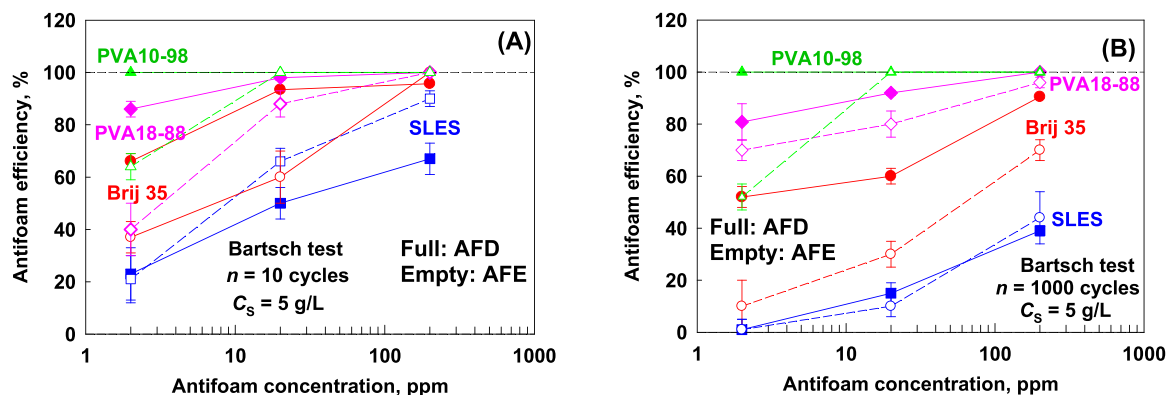 120
100
80
60
40
20
0
Antifoam efficiency, %
(A)
PVA10-98
PVA18-88
SLES
Brij 35
Bartsch test
n = 10 cycles
CS = 5 g/L
Full: AFD
Empty: AFE
1 10 100 1000
Antifoam concentration, ppm
120
100
80
60
40
20
0
Antifoam efficiency, %
(B)
PVA10-98
PVA18-88
Brij 35
SLES
Full: AFD
Empty: AFE
Bartsch test
n = 1000 cycles
CS = 5 g/L
1 10 100 1000
Antifoam concentration, ppm